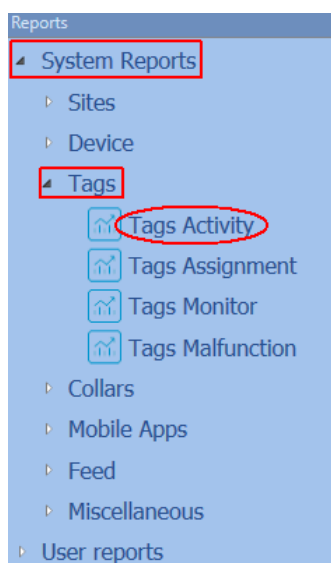 Reports
System Reports
Sites
Device
Tags
Tags Activity
Tags Assignment
Tags Monitor
Tags Malfunction
Collars
Mobile Apps
Feed
Miscellaneous
User reports